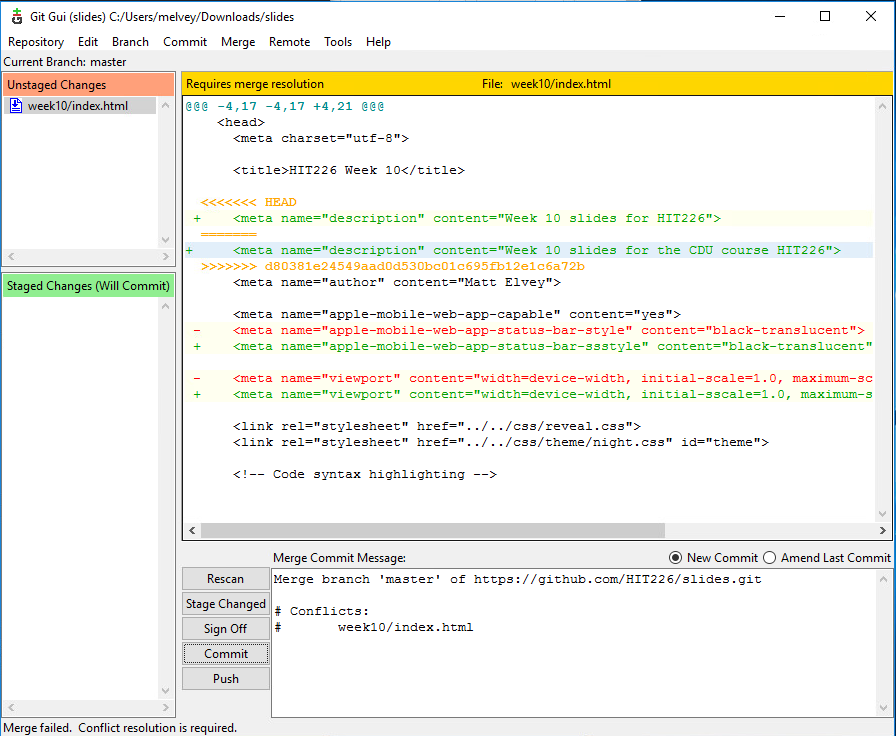 Git Gui (slides) C:/Users/melvey/Downloads/slides
Repository Edit Branch Commit Merge Remote Tools Help
Current Branch: master
Unstaged Changes
week10/index.html
Staged Changes (Will Commit)
Requires merge resolution File: week10/index.html
@@@ -4,17 -4,17 +4,21 @@@
<head>
<meta charset="utf-8">
<title>HIT226 Week 10</title>
<<<<<<< HEAD
+ <meta name="description" content="Week 10 slides for HIT226">
=======
+ <meta name="description" content="Week 10 slides for the CDU course HIT226">
>>>>>>> d80381e24549aad0d530bc01c695fb12e1c6a72b
<meta name="author" content="Matt Elvey">
<meta name="apple-mobile-web-app-capable" content="yes">
- <meta name="apple-mobile-web-app-status-bar-style" content="black-translucent">
+ <meta name="apple-mobile-web-app-status-bar-ssstyle" content="black-translucent"
- <meta name="viewport" content="width=device-width, initial-scale=1.0, maximum-sc
+ <meta name="viewport" content="width=device-width, initial-sscale=1.0, maximum-s
<link rel="stylesheet" href="../../css/reveal.css">
<link rel="stylesheet" href="../../css/theme/night.css" id="theme">
<!-- Code syntax highlighting -->
Merge Commit Message: New Commit Amend Last Commit
Rescan
Stage Changed
Sign Off
Commit
Push
Merge branch 'master' of https://github.com/HIT226/slides.git
# Conflicts:
# week10/index.html
Merge failed. Conflict resolution is required.